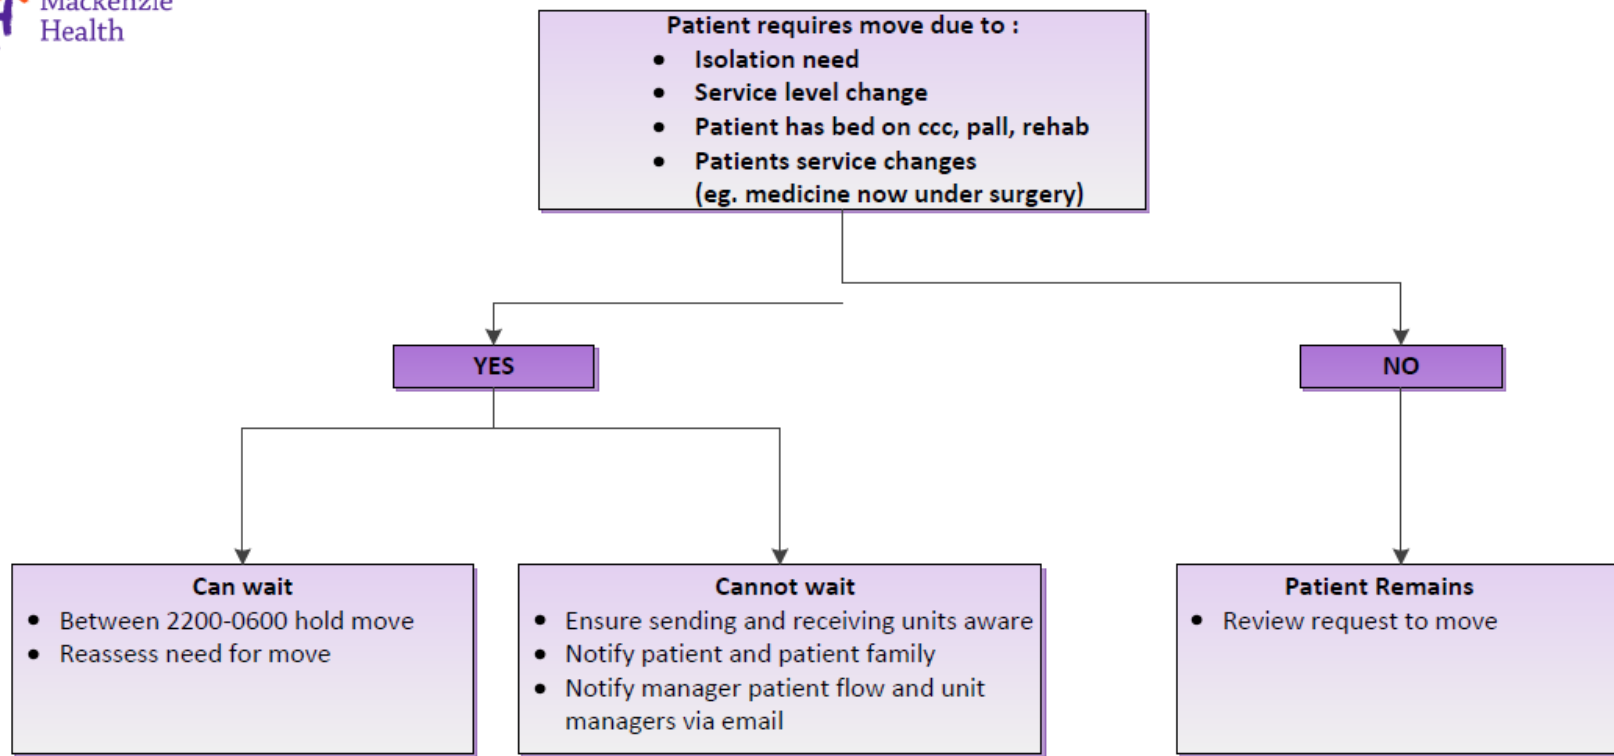 Mackenzie
Health
Patient requires move due to :
• Isolation need
• Service level change
• Patient has bed on ccc, pall, rehab
• Patients service changes
(eg. medicine now under surgery)
YES
NO
Can wait
• Between 2200-0600 hold move
• Reassess need for move
Cannot wait
• Ensure sending and receiving units aware
• Notify patient and patient family
• Notify manager patient flow and unit
managers via email
Patient Remains
• Review request to move